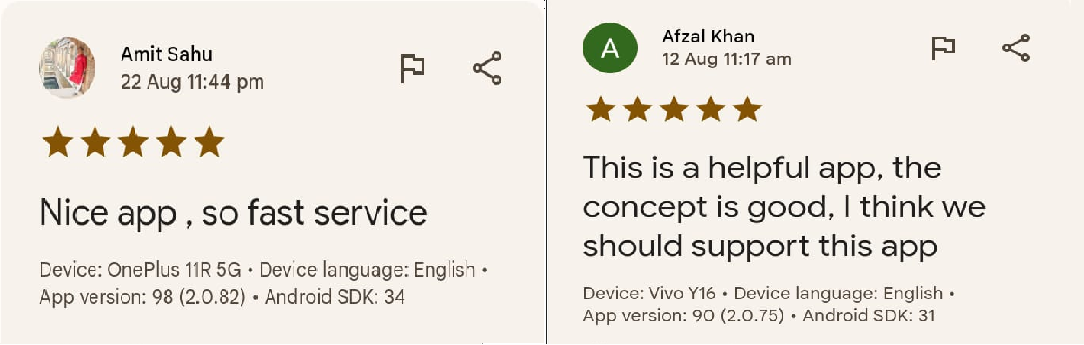 Amit Sahu
22 Aug 11:44 pm
Nice app , so fast service
Device: OnePlus 11R 5G • Device language: English •
App version: 98 (2.0.82) • Android SDK: 34
A
Afzal Khan
12 Aug 11:17 am
This is a helpful app, the
concept is good, I think we
should support this app
Device: Vivo Y16 • Device language: English •
App version: 90 (2.0.75) • Android SDK: 31